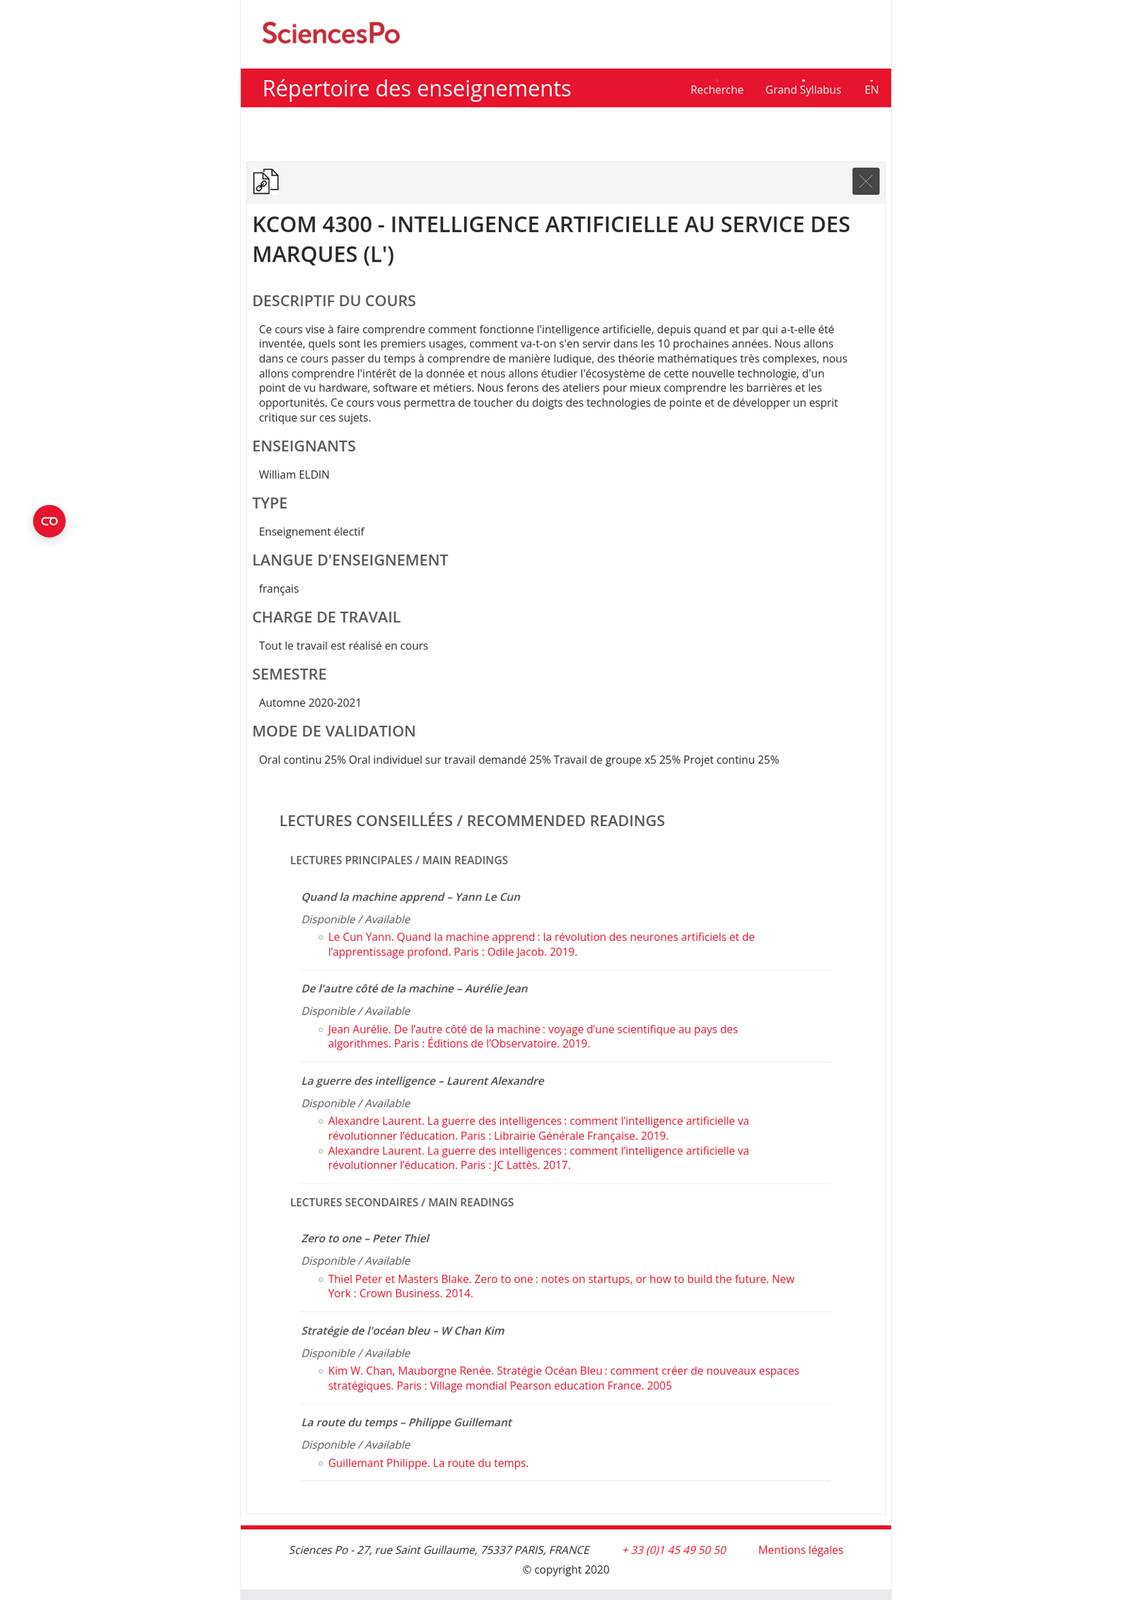 SciencesPo
Répertoire des enseignements
Recherche
Grand Syllabus
EN
KCOM 4300 - INTELLIGENCE ARTIFICIELLE AU SERVICE DES
MARQUES (L')
DESCRIPTIF DU COURS
Ce cours vise à faire comprendre comment fonctionne l'intelligence artificielle, depuis quand et par qui a-t-elle été
inventée, quels sont les premiers usages, comment va-t-on s'en servir dans les 10 prochaines années. Nous allons
dans ce cours passer du temps à comprendre de manière ludique, des théorie mathématiques très complexes, nous
allons comprendre l'intérêt de la donnée et nous allons étudier l'écosystème de cette nouvelle technologie, d'un
point de vu hardware, software et métiers. Nous ferons des ateliers pour mieux comprendre les barrières et les
opportunités. Ce cours vous permettra de toucher du doigts des technologies de pointe et de développer un esprit
critique sur ces sujets.
ENSEIGNANTS
William ELDIN
TYPE
Enseignement électif
LANGUE D'ENSEIGNEMENT
français
CHARGE DE TRAVAIL
Tout le travail est réalisé en cours
SEMESTRE
Automne 2020-2021
MODE DE VALIDATION
Oral continu 25% Oral individuel sur travail demandé 25% Travail de groupe x5 25% Projet continu 25%
LECTURES CONSEILLÉES / RECOMMENDED READINGS
LECTURES PRINCIPALES / MAIN READINGS
Quand la machine apprend – Yann Le Cun
Disponible / Available
Le Cun Yann. Quand la machine apprend : la révolution des neurones artificiels et de
l’apprentissage profond. Paris : Odile Jacob. 2019.
De l'autre côté de la machine – Aurélie Jean
Disponible / Available
Jean Aurélie. De l’autre côté de la machine : voyage d’une scientifique au pays des
algorithmes. Paris : Éditions de l’Observatoire. 2019.
La guerre des intelligence – Laurent Alexandre
Disponible / Available
Alexandre Laurent. La guerre des intelligences : comment l’intelligence artificielle va
révolutionner l’éducation. Paris : Librairie Générale Française. 2019.
Alexandre Laurent. La guerre des intelligences : comment l’intelligence artificielle va
révolutionner l’éducation. Paris : JC Lattès. 2017.
LECTURES SECONDAIRES / MAIN READINGS
Zero to one – Peter Thiel
Disponible / Available
Thiel Peter et Masters Blake. Zero to one : notes on startups, or how to build the future. New
York : Crown Business. 2014.
Stratégie de l'océan bleu – W Chan Kim
Disponible / Available
Kim W. Chan, Mauborgne Renée. Stratégie Océan Bleu : comment créer de nouveaux espaces
stratégiques. Paris : Village mondial Pearson education France. 2005
La route du temps – Philippe Guillemant
Disponible / Available
Guillemant Philippe. La route du temps.
Sciences Po - 27, rue Saint Guillaume, 75337 PARIS, FRANCE
+ 33 (0)1 45 49 50 50
Mentions légales
© copyright 2020